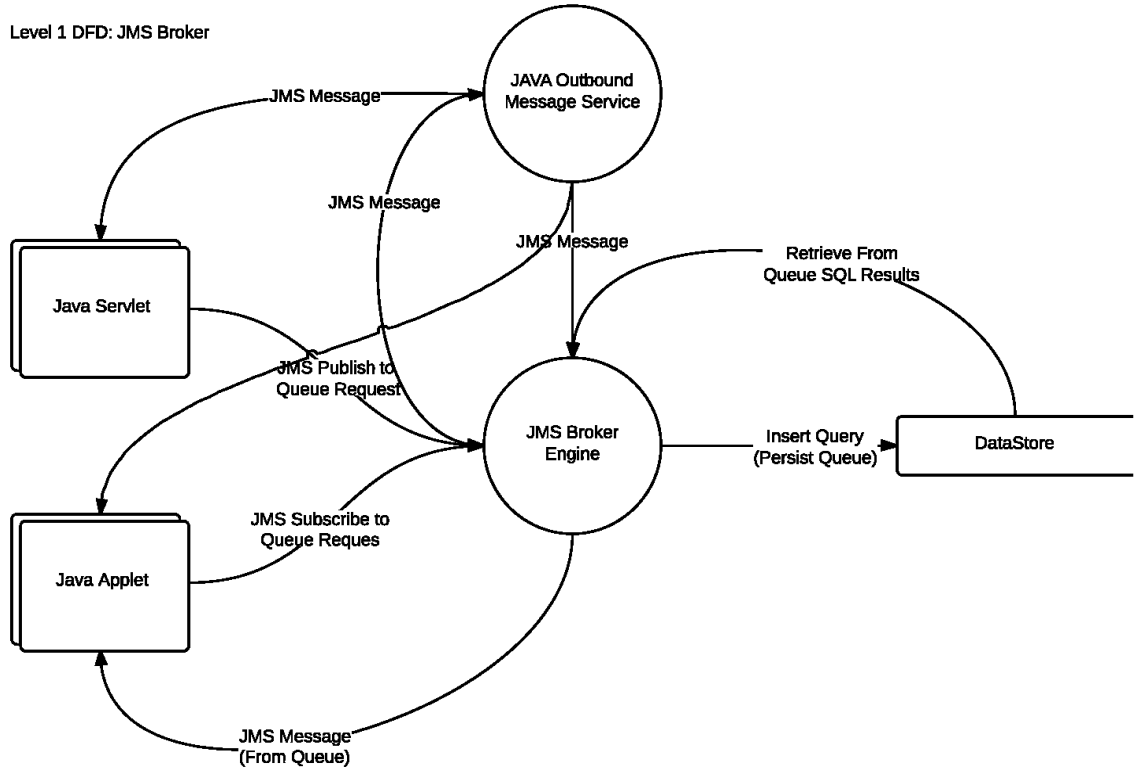 Level 1 DFD: JMS Broker
JAVA Outbound
Message Service
JMS Message
JMS Message
JMS Message
Retrieve From
Queue SQL Results
Java Servlet
JMS Publish to
Queue Request
JMS Broker
Engine
Insert Query
(Persist Queue)
DataStore
JMS Subscribe to
Queue Reques
Java Applet
JMS Message
(From Queue)